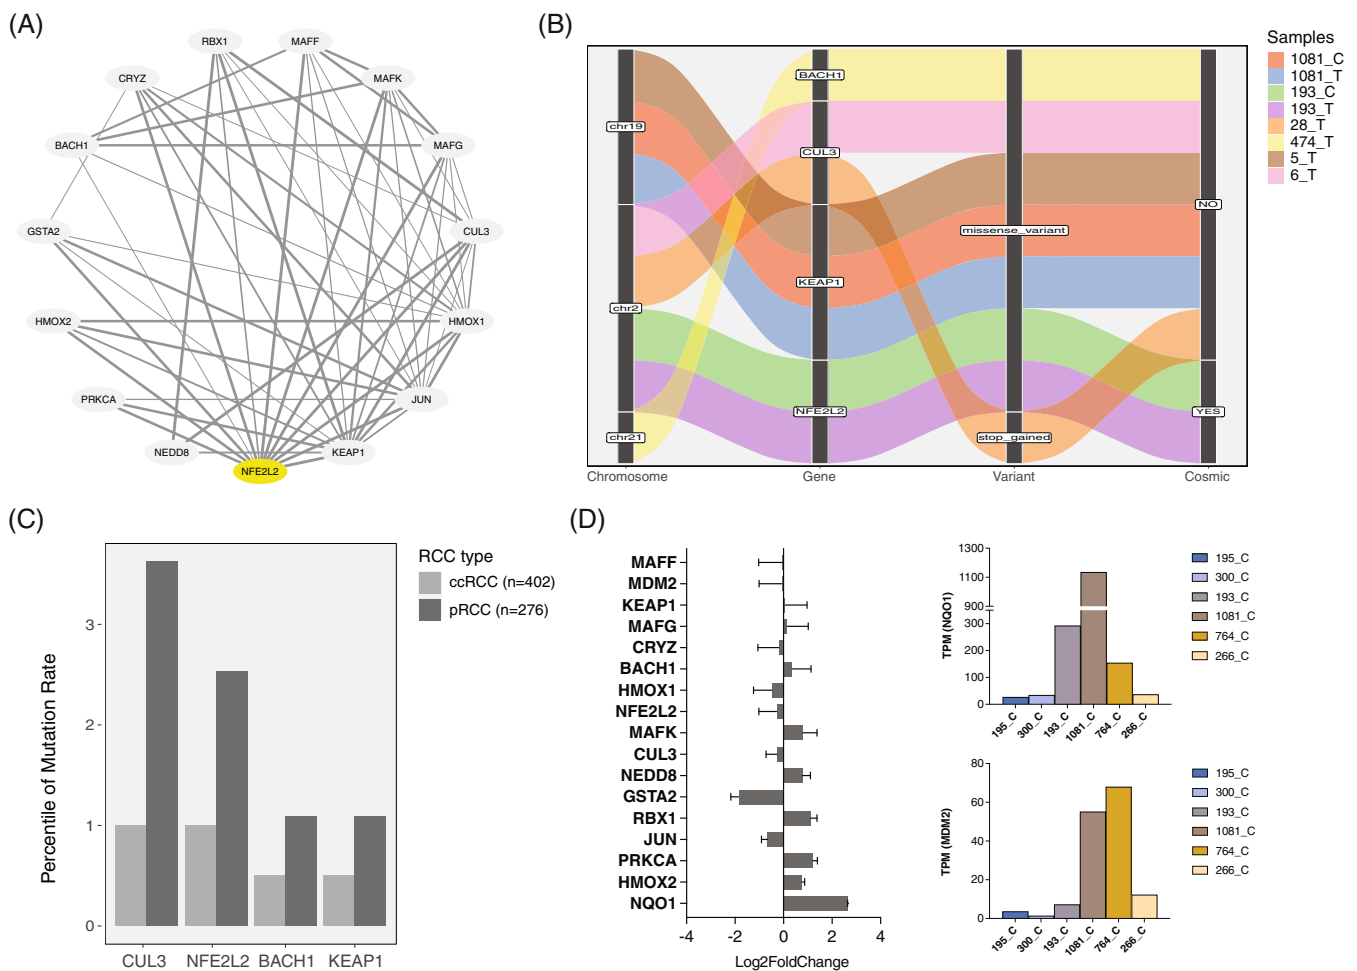 (A)
RBX1
MAFF
CRYZ
MAFK
BACH1
MAFG
GSTA2
CUL3
HMOX2
HMOX1
PRKCA
JUN
NEDD8
KEAP1
NFE2L2
(B)
BACH1
chr19
CUL3
NO
missense_variant
KEAP1
chr2
NFE2L2
YES
chr21
stop_gained
Chromosome
Gene
Variant
Cosmic
Samples
1081_C
1081_T
193_C
193_T
28_T
474_T
5_T
6_T
(C)
Percentile of Mutation Rate
3
2
1
0
CUL3 NFE2L2 BACH1 KEAP1
RCC type
ccRCC (n=402)
pRCC (n=276)
(D)
MAFF
MDM2
KEAP1
MAFG
CRYZ
BACH1
HMOX1
NFE2L2
MAFK
CUL3
NEDD8
GSTA2
RBX1
JUN
PRKCA
HMOX2
NQO1
-4 -2 0 2 4
Log2FoldChange
TPM (NQO1)
1300
1100
900
300
200
100
0
195_C 300_C 193_C 1081_C 764_C 266_C
195_C
300_C
193_C
1081_C
764_C
266_C
TPM (MDM2)
80
60
40
20
0
195_C 300_C 193_C 1081_C 764_C 266_C
195_C
300_C
193_C
1081_C
764_C
266_C